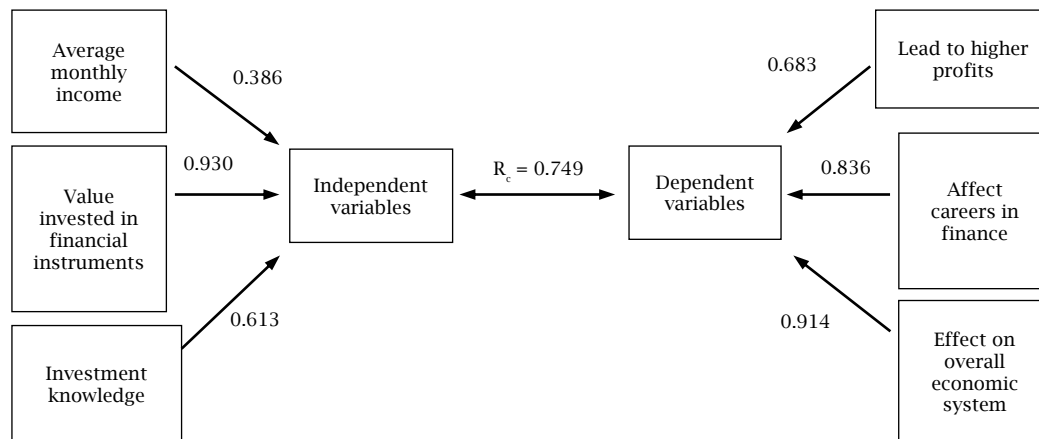 Average
monthly
income
0.386
Value
invested in
financial
instruments
0.930
Investment
knowledge
0.613
Independent
variables
R_c = 0.749
Dependent
variables
Lead to higher
profits
0.683
Affect
careers in
finance
0.836
Effect on
overall
economic
system
0.914